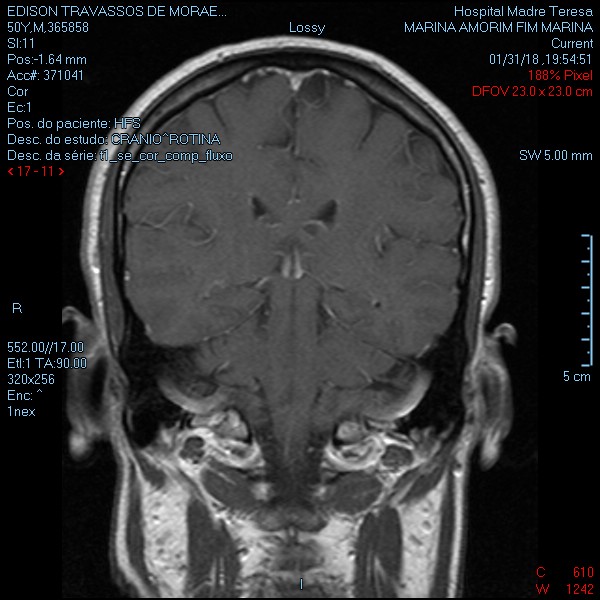 EDISON TRAVASSOS DE MORAE...
50Y,M,365858
Sl:11
Pos:-1.64 mm
Acc#: 371041
Cor
Ec:1
Pos. do paciente: HFS
Desc. do estudo: CRANIO^ROTINA
Desc. da série: t1_se_cor_comp_fluxo
< 17 - 11 >
Lossy
Hospital Madre Teresa
MARINA AMORIM FIM MARINA
Current
01/31/18 ,19:54:51
188% Pixel
DFOV 23.0 x 23.0 cm
SW 5.00 mm
R
552.00//17.00
Etl:1 TA:90.00
320x256
Enc: ^
1nex
5 cm
I
C 610
W 1242